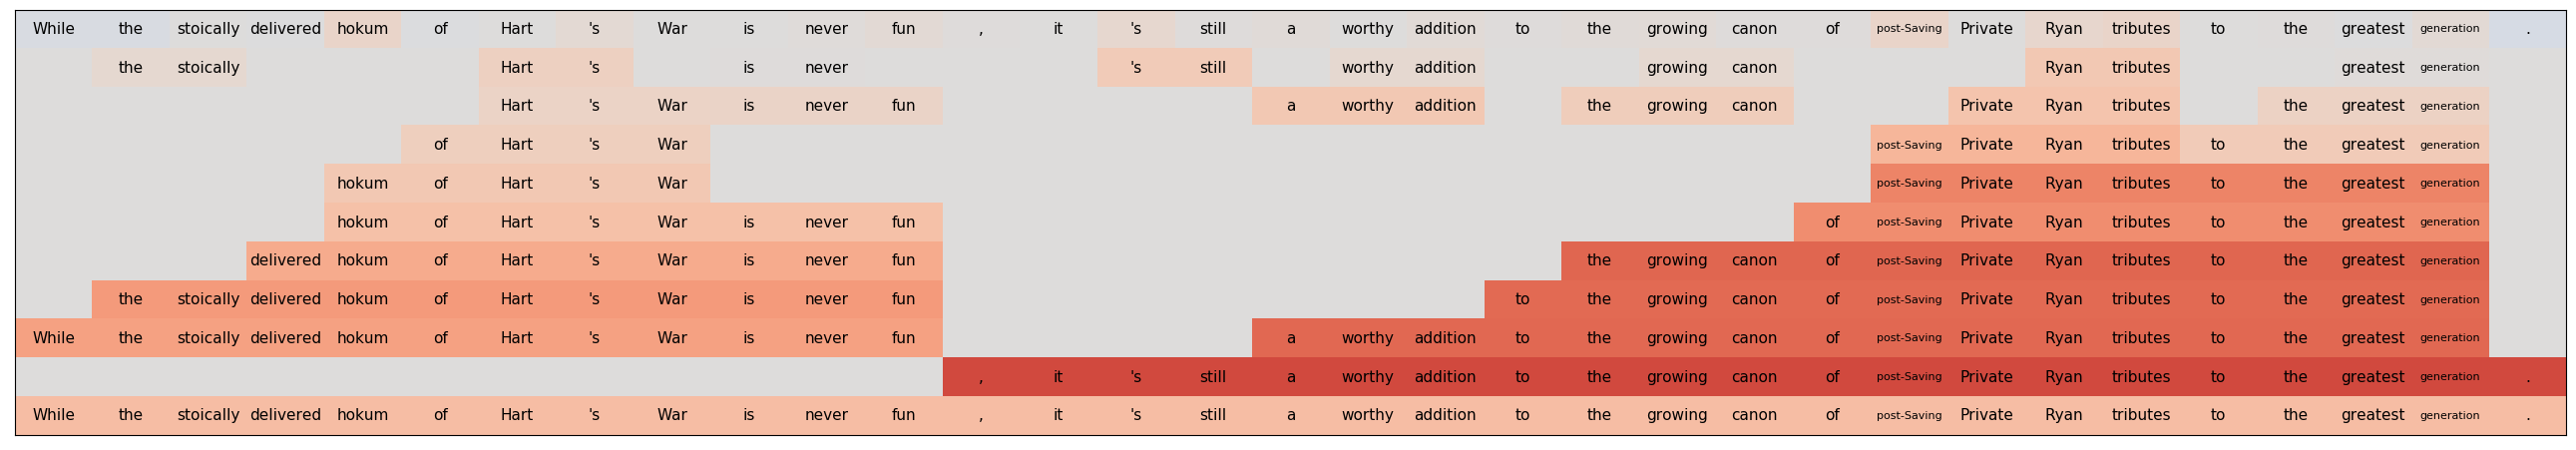 While the stoically delivered hokum of Hart 's War is never fun , it 's still a worthy addition to the growing canon of post-Saving Private Ryan tributes to the greatest generation .
the stoically Hart 's is never 's still worthy addition growing canon Ryan tributes greatest generation
Hart 's War is never fun a worthy addition the growing canon Private Ryan tributes the greatest generation
of Hart 's War post-Saving Private Ryan tributes to the greatest generation
hokum of Hart 's War post-Saving Private Ryan tributes to the greatest generation
hokum of Hart 's War is never fun of post-Saving Private Ryan tributes to the greatest generation
delivered hokum of Hart 's War is never fun the growing canon of post-Saving Private Ryan tributes to the greatest generation
the stoically delivered hokum of Hart 's War is never fun to the growing canon of post-Saving Private Ryan tributes to the greatest generation
While the stoically delivered hokum of Hart 's War is never fun a worthy addition to the growing canon of post-Saving Private Ryan tributes to the greatest generation
, it 's still a worthy addition to the growing canon of post-Saving Private Ryan tributes to the greatest generation .
While the stoically delivered hokum of Hart 's War is never fun , it 's still a worthy addition to the growing canon of post-Saving Private Ryan tributes to the greatest generation .